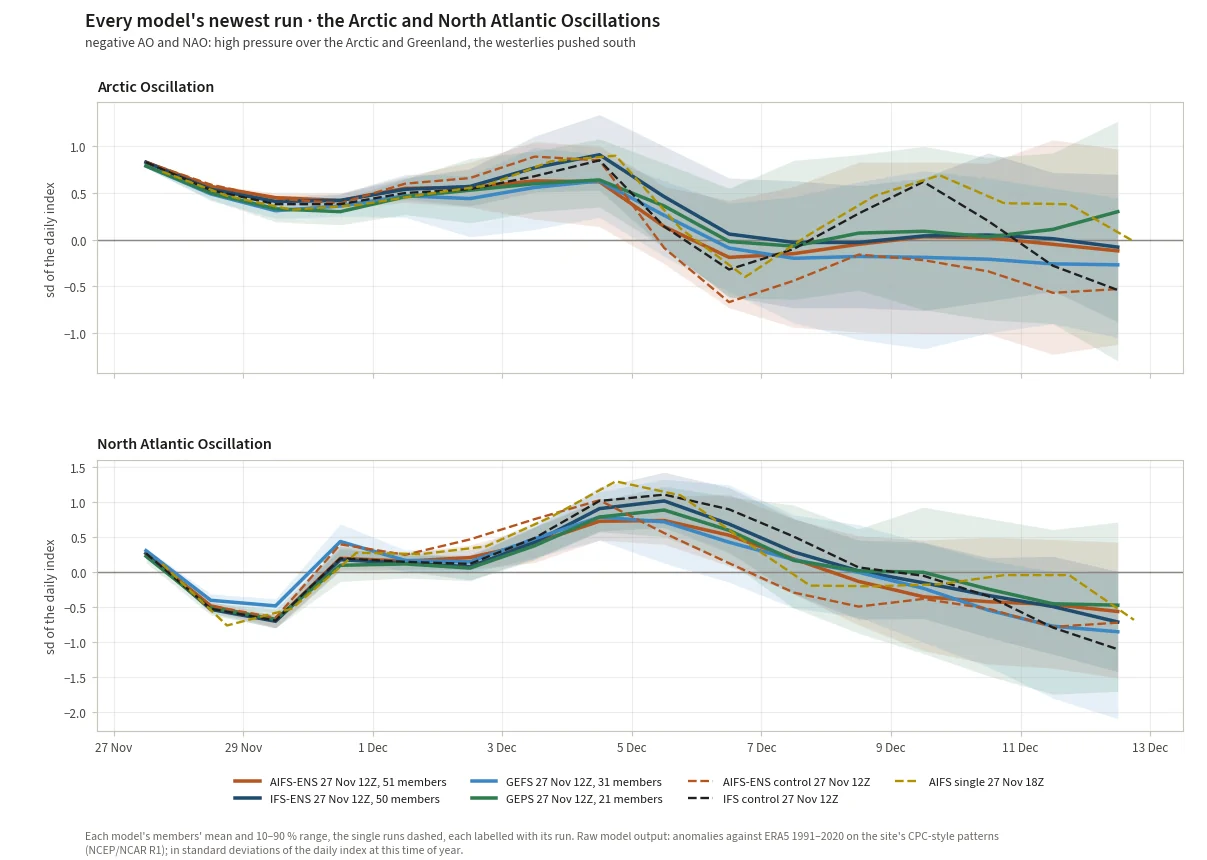 Every model's newest run · the Arctic and North Atlantic Oscillations
negative AO and NAO: high pressure over the Arctic and Greenland, the westerlies pushed south
Arctic Oscillation
sd of the daily index
1.0
0.5
0.0
−0.5
−1.0
North Atlantic Oscillation
sd of the daily index
1.5
1.0
0.5
0.0
−0.5
−1.0
−1.5
−2.0
27 Nov 29 Nov 1 Dec 3 Dec 5 Dec 7 Dec 9 Dec 11 Dec 13 Dec
AIFS-ENS 27 Nov 12Z, 51 members GEFS 27 Nov 12Z, 31 members AIFS-ENS control 27 Nov 12Z AIFS single 27 Nov 18Z
IFS-ENS 27 Nov 12Z, 50 members GEPS 27 Nov 12Z, 21 members IFS control 27 Nov 12Z
Each model's members' mean and 10–90 % range, the single runs dashed, each labelled with its run. Raw model output: anomalies against ERA5 1991–2020 on the site's CPC-style patterns
(NCEP/NCAR R1); in standard deviations of the daily index at this time of year.